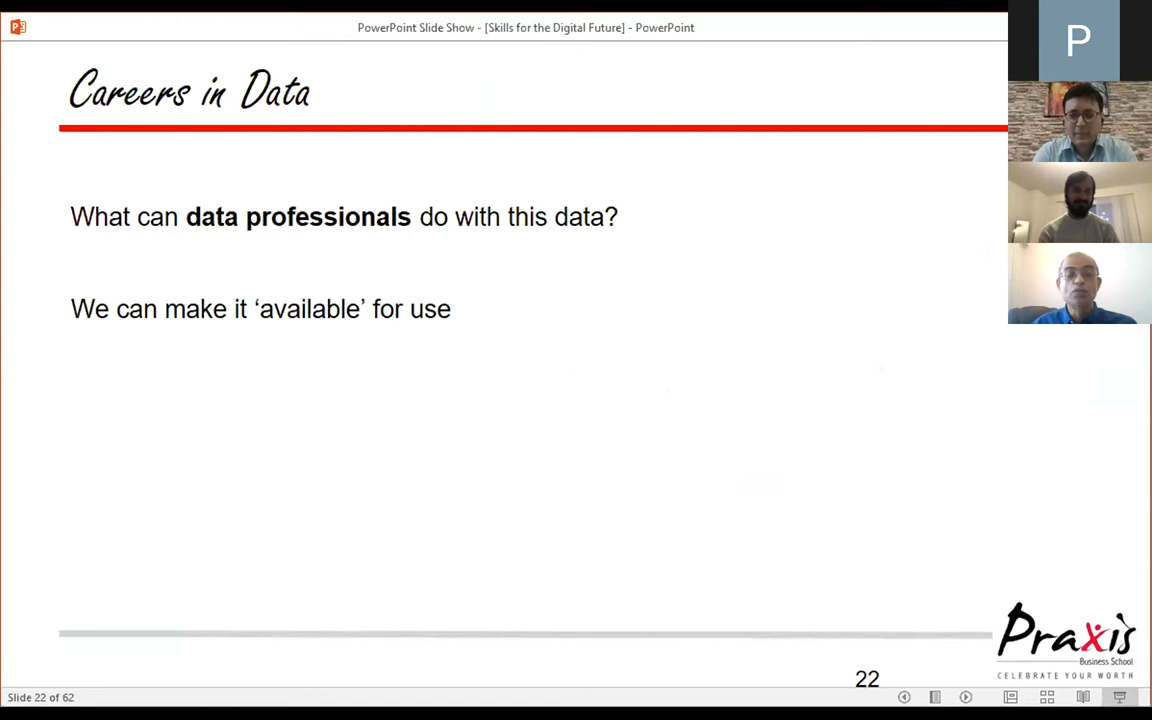 PowerPoint Slide Show - [Skills for the Digital Future] - PowerPoint
P
Careers in Data
What can data professionals do with this data?
We can make it ‘available’ for use
Praxis
Business School
CELEBRATE YOUR WORTH
22
Slide 22 of 62